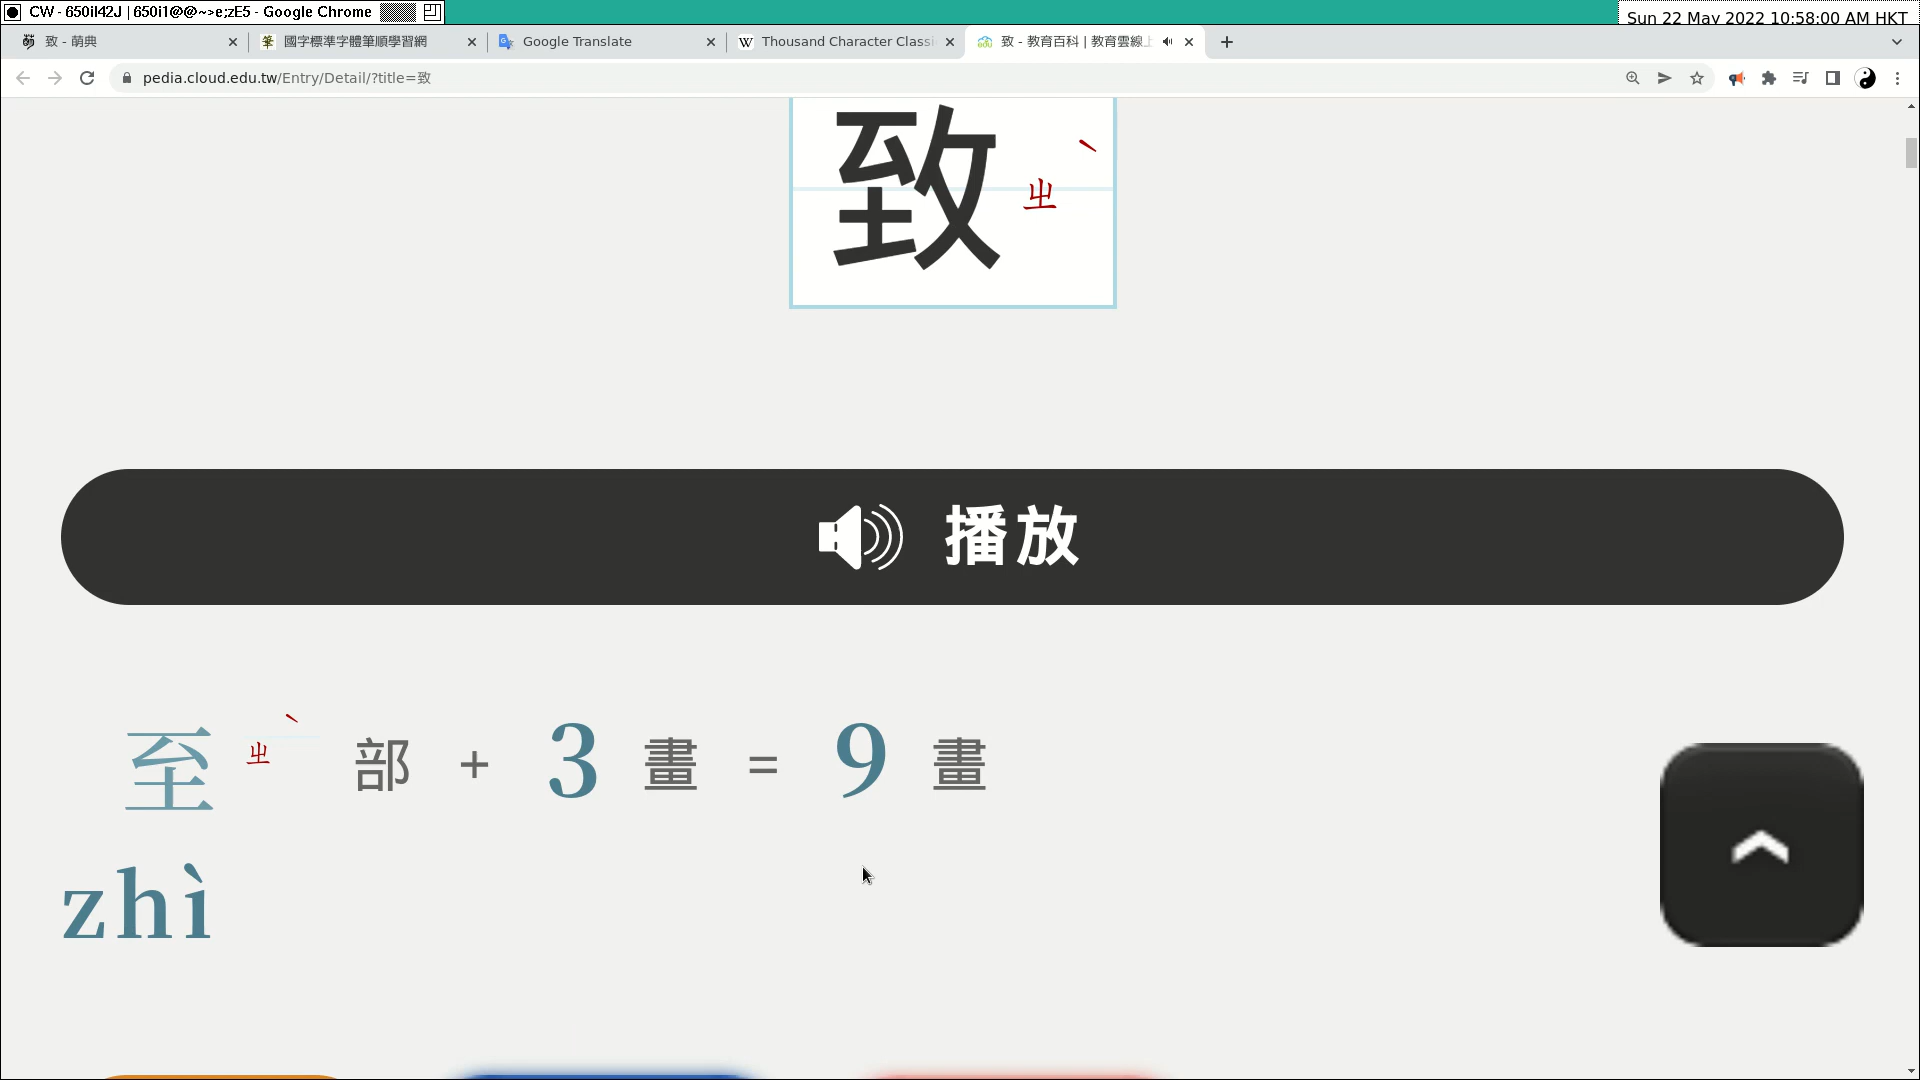 CW - 650il42J | 650i1@@~>e;zE5 - Google Chrome
Sun 22 May 2022 10:58:00 AM HKT
致 - 萌典
國字標準字體筆順學習網
Google Translate
Thousand Character Classi
致 - 教育百科 | 教育雲線上
pedia.cloud.edu.tw/Entry/Detail/?title=致
致 ㄓˋ
播放
至 ㄓˋ 部 + 3 畫 = 9 畫
zhì